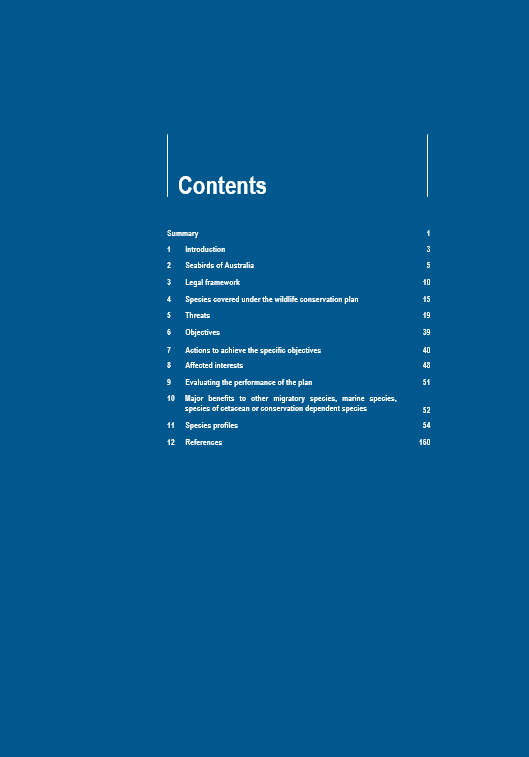 Contents
Summary 1
1 Introduction 3
2 Seabirds of Australia 5
3 Legal framework 10
4 Species covered under the wildlife conservation plan 15
5 Threats 19
6 Objectives 39
7 Actions to achieve the specific objectives 40
8 Affected interests 48
9 Evaluating the performance of the plan 51
10 Major benefits to other migratory species, marine species,
species of cetacean or conservation dependent species 52
11 Species profiles 54
12 References 160